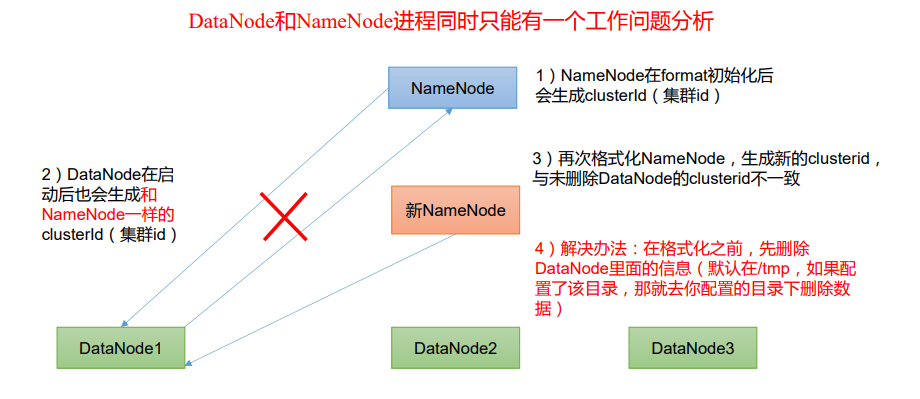 DataNode和NameNode进程同时只能有一个工作问题分析
NameNode
1）NameNode在format初始化后
会生成clusterId（集群id）
2）DataNode在启
动后也会生成和
NameNode一样的
clusterId（集群id）
3）再次格式化NameNode，生成新的clusterid，
与未删除DataNode的clusterid不一致
新NameNode
4）解决办法：在格式化之前，先删除
DataNode里面的信息（默认在/tmp，如果配
置了该目录，那就去你配置的目录下删除数
据）
DataNode1
DataNode2
DataNode3